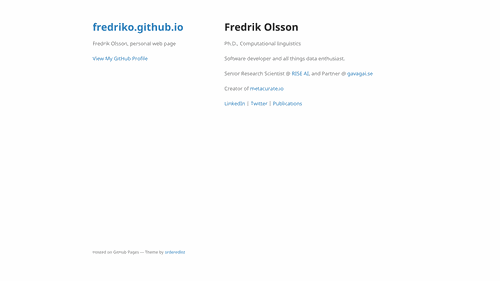 fredriko.github.io
Fredrik Olsson, personal web page
View My GitHub Profile
Fredrik Olsson
Ph.D., Computational linguistics
Software developer and all things data enthusiast.
Senior Research Scientist @ RISE AI, and Partner @ gavagai.se
Creator of metacurate.io
LinkedIn | Twitter | Publications
Hosted on GitHub Pages — Theme by orderedlist